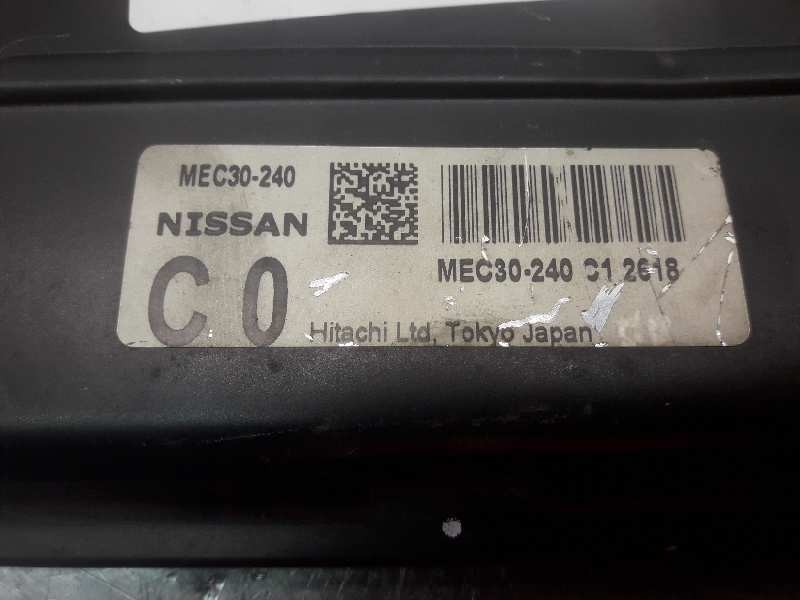 MEC30-240
NISSAN
C 0
MEC30-240 C1 2618
Hitachi Ltd, Tokyo Japan